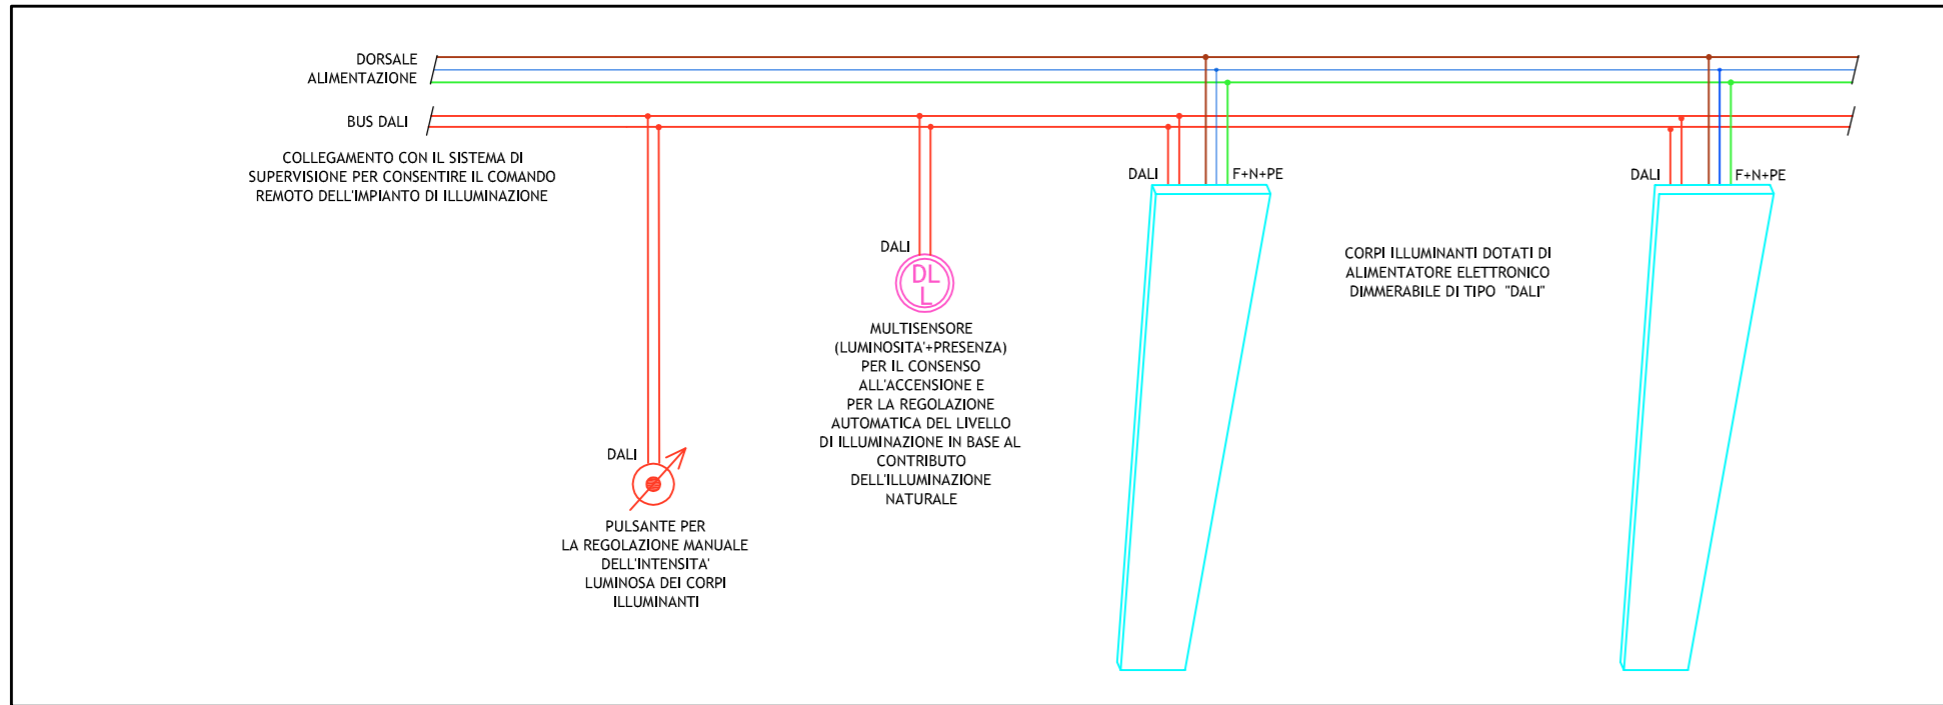 DORSALE
ALIMENTAZIONE
BUS DALI
COLLEGAMENTO CON IL SISTEMA DI
SUPERVISIONE PER CONSENTIRE IL COMANDO
REMOTO DELL'IMPIANTO DI ILLUMINAZIONE
DALI
PULSANTE PER
LA REGOLAZIONE MANUALE
DELL'INTENSITA'
LUMINOSA DEI CORPI
ILLUMINANTI
DALI
DL
L
MULTISENSORE
(LUMINOSITA'+PRESENZA)
PER IL CONSENSO
ALL'ACCENSIONE E
PER LA REGOLAZIONE
AUTOMATICA DEL LIVELLO
DI ILLUMINAZIONE IN BASE AL
CONTRIBUTO
DELL'ILLUMINAZIONE
NATURALE
DALI F+N+PE
CORPI ILLUMINANTI DOTATI DI
ALIMENTATORE ELETTRONICO
DIMMERABILE DI TIPO "DALI"
DALI F+N+PE